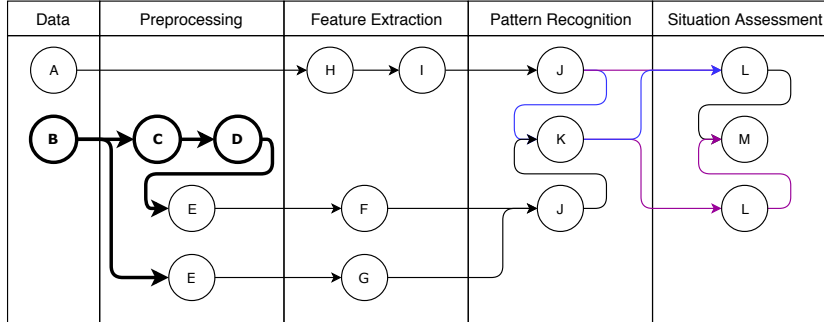 Data Preprocessing Feature Extraction Pattern Recognition Situation Assessment
A H I J L
B C D K M
E F J L
E G